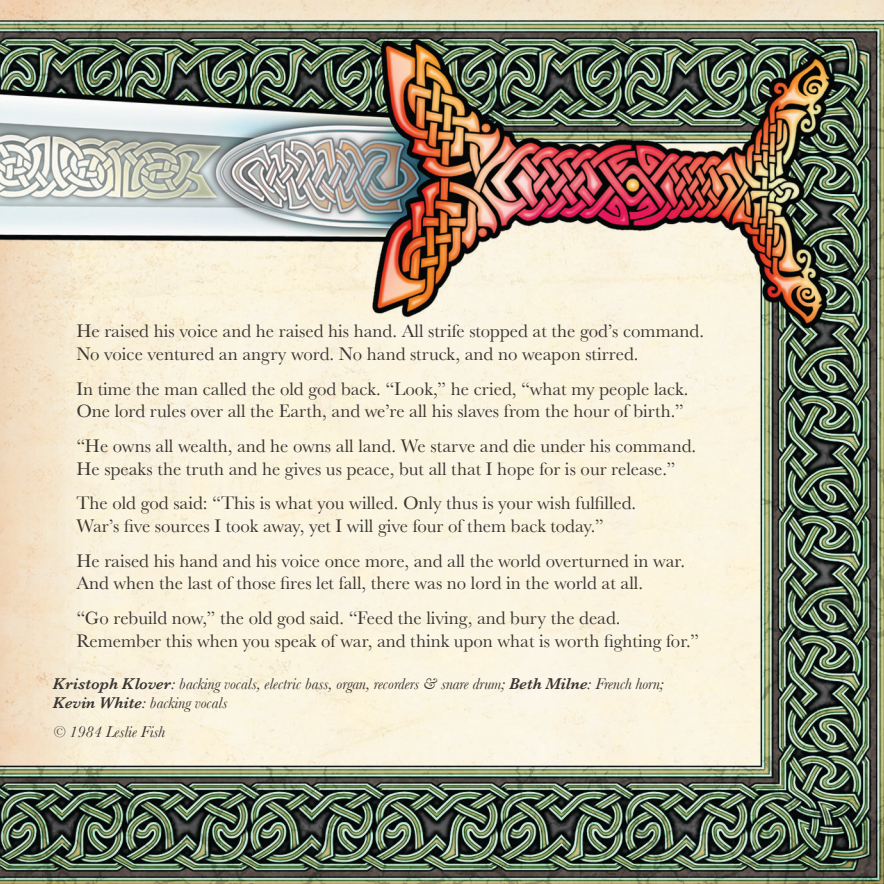 He raised his voice and he raised his hand. All strife stopped at the god’s command.
No voice ventured an angry word. No hand struck, and no weapon stirred.
In time the man called the old god back. “Look,” he cried, “what my people lack.
One lord rules over all the Earth, and we’re all his slaves from the hour of birth.”
“He owns all wealth, and he owns all land. We starve and die under his command.
He speaks the truth and he gives us peace, but all that I hope for is our release.”
The old god said: “This is what you willed. Only thus is your wish fulfilled.
War’s five sources I took away, yet I will give four of them back today.”
He raised his hand and his voice once more, and all the world overturned in war.
And when the last of those fires let fall, there was no lord in the world at all.
“Go rebuild now,” the old god said. “Feed the living, and bury the dead.
Remember this when you speak of war, and think upon what is worth fighting for.”
Kristoph Klover: backing vocals, electric bass, organ, recorders & snare drum; Beth Milne: French horn;
Kevin White: backing vocals
© 1984 Leslie Fish